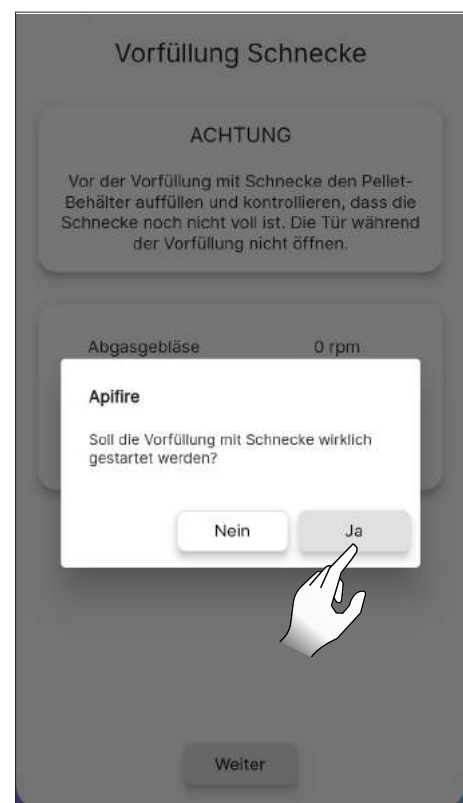 Vorfüllung Schnecke
ACHTUNG
Vor der Vorfüllung mit Schnecke den Pellet-
Behälter auffüllen und kontrollieren, dass die
Schnecke noch nicht voll ist. Die Tür während
der Vorfüllung nicht öffnen.
Abgasgebläse 0 rpm
Apifire
Soll die Vorfüllung mit Schnecke wirklich
gestartet werden?
Nein Ja
Weiter